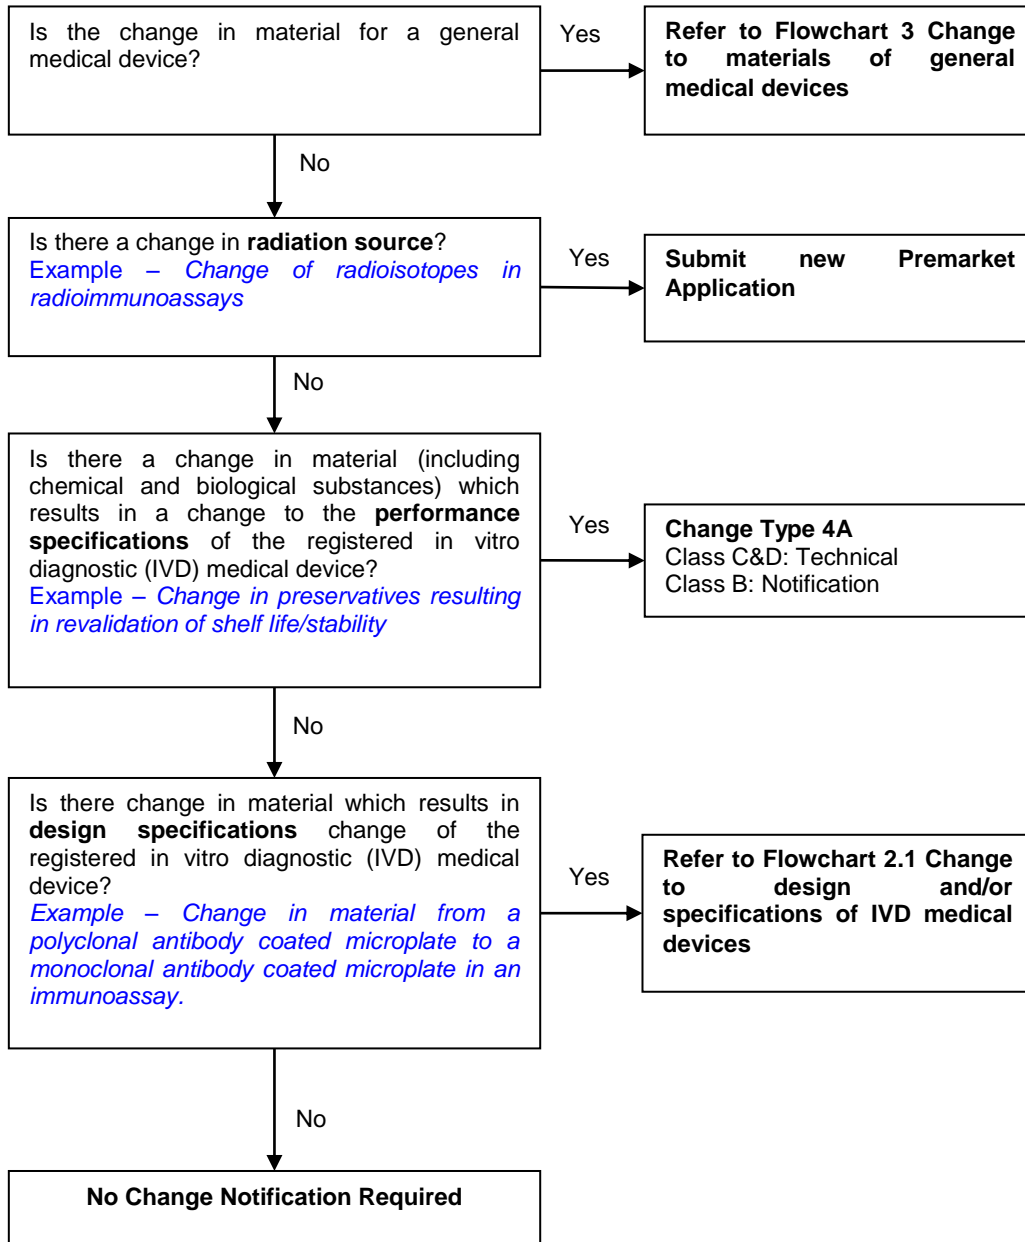 Is the change in material for a general
medical device?
Yes
Refer to Flowchart 3 Change
to materials of general
medical devices
No
Is there a change in radiation source?
Example – Change of radioisotopes in
radioimmunoassays
Yes
Submit new Premarket
Application
No
Is there a change in material (including
chemical and biological substances) which
results in a change to the performance
specifications of the registered in vitro
diagnostic (IVD) medical device?
Example – Change in preservatives resulting
in revalidation of shelf life/stability
Yes
Change Type 4A
Class C&D: Technical
Class B: Notification
No
Is there change in material which results in
design specifications change of the
registered in vitro diagnostic (IVD) medical
device?
Example – Change in material from a
polyclonal antibody coated microplate to a
monoclonal antibody coated microplate in an
immunoassay.
Yes
Refer to Flowchart 2.1 Change
to design and/or
specifications of IVD medical
devices
No
No Change Notification Required